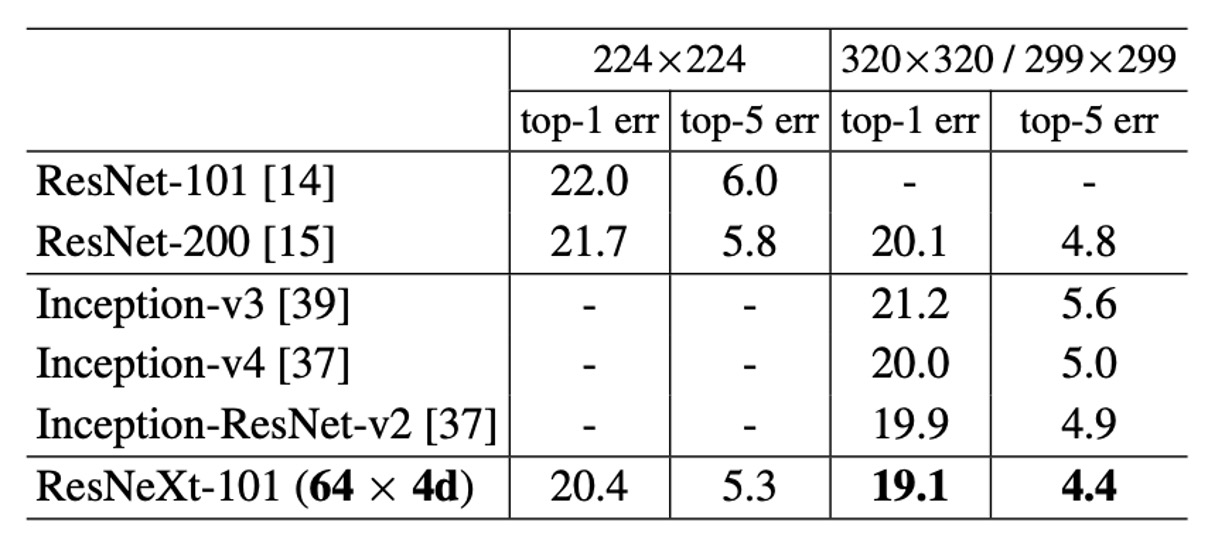 224×224 320×320 / 299×299
top-1 err top-5 err top-1 err top-5 err
ResNet-101 [14] 22.0 6.0 - -
ResNet-200 [15] 21.7 5.8 20.1 4.8
Inception-v3 [39] - - 21.2 5.6
Inception-v4 [37] - - 20.0 5.0
Inception-ResNet-v2 [37] - - 19.9 4.9
ResNeXt-101 (64 × 4d) 20.4 5.3 19.1 4.4